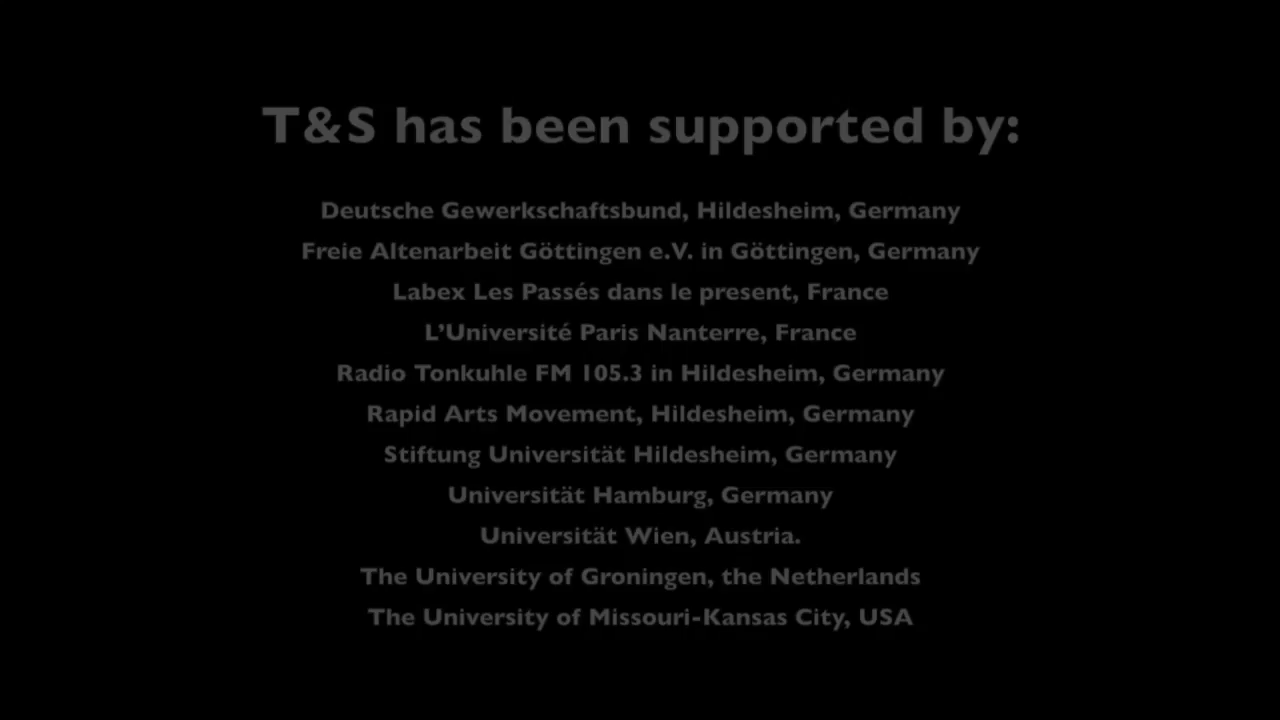 T&S has been supported by:
Deutsche Gewerkschaftsbund, Hildesheim, Germany
Freie Altenarbeit Göttingen e.V. in Göttingen, Germany
Labex Les Passés dans le present, France
L’Université Paris Nanterre, France
Radio Tonkuhle FM 105.3 in Hildesheim, Germany
Rapid Arts Movement, Hildesheim, Germany
Stiftung Universität Hildesheim, Germany
Universität Hamburg, Germany
Universität Wien, Austria.
The University of Groningen, the Netherlands
The University of Missouri-Kansas City, USA